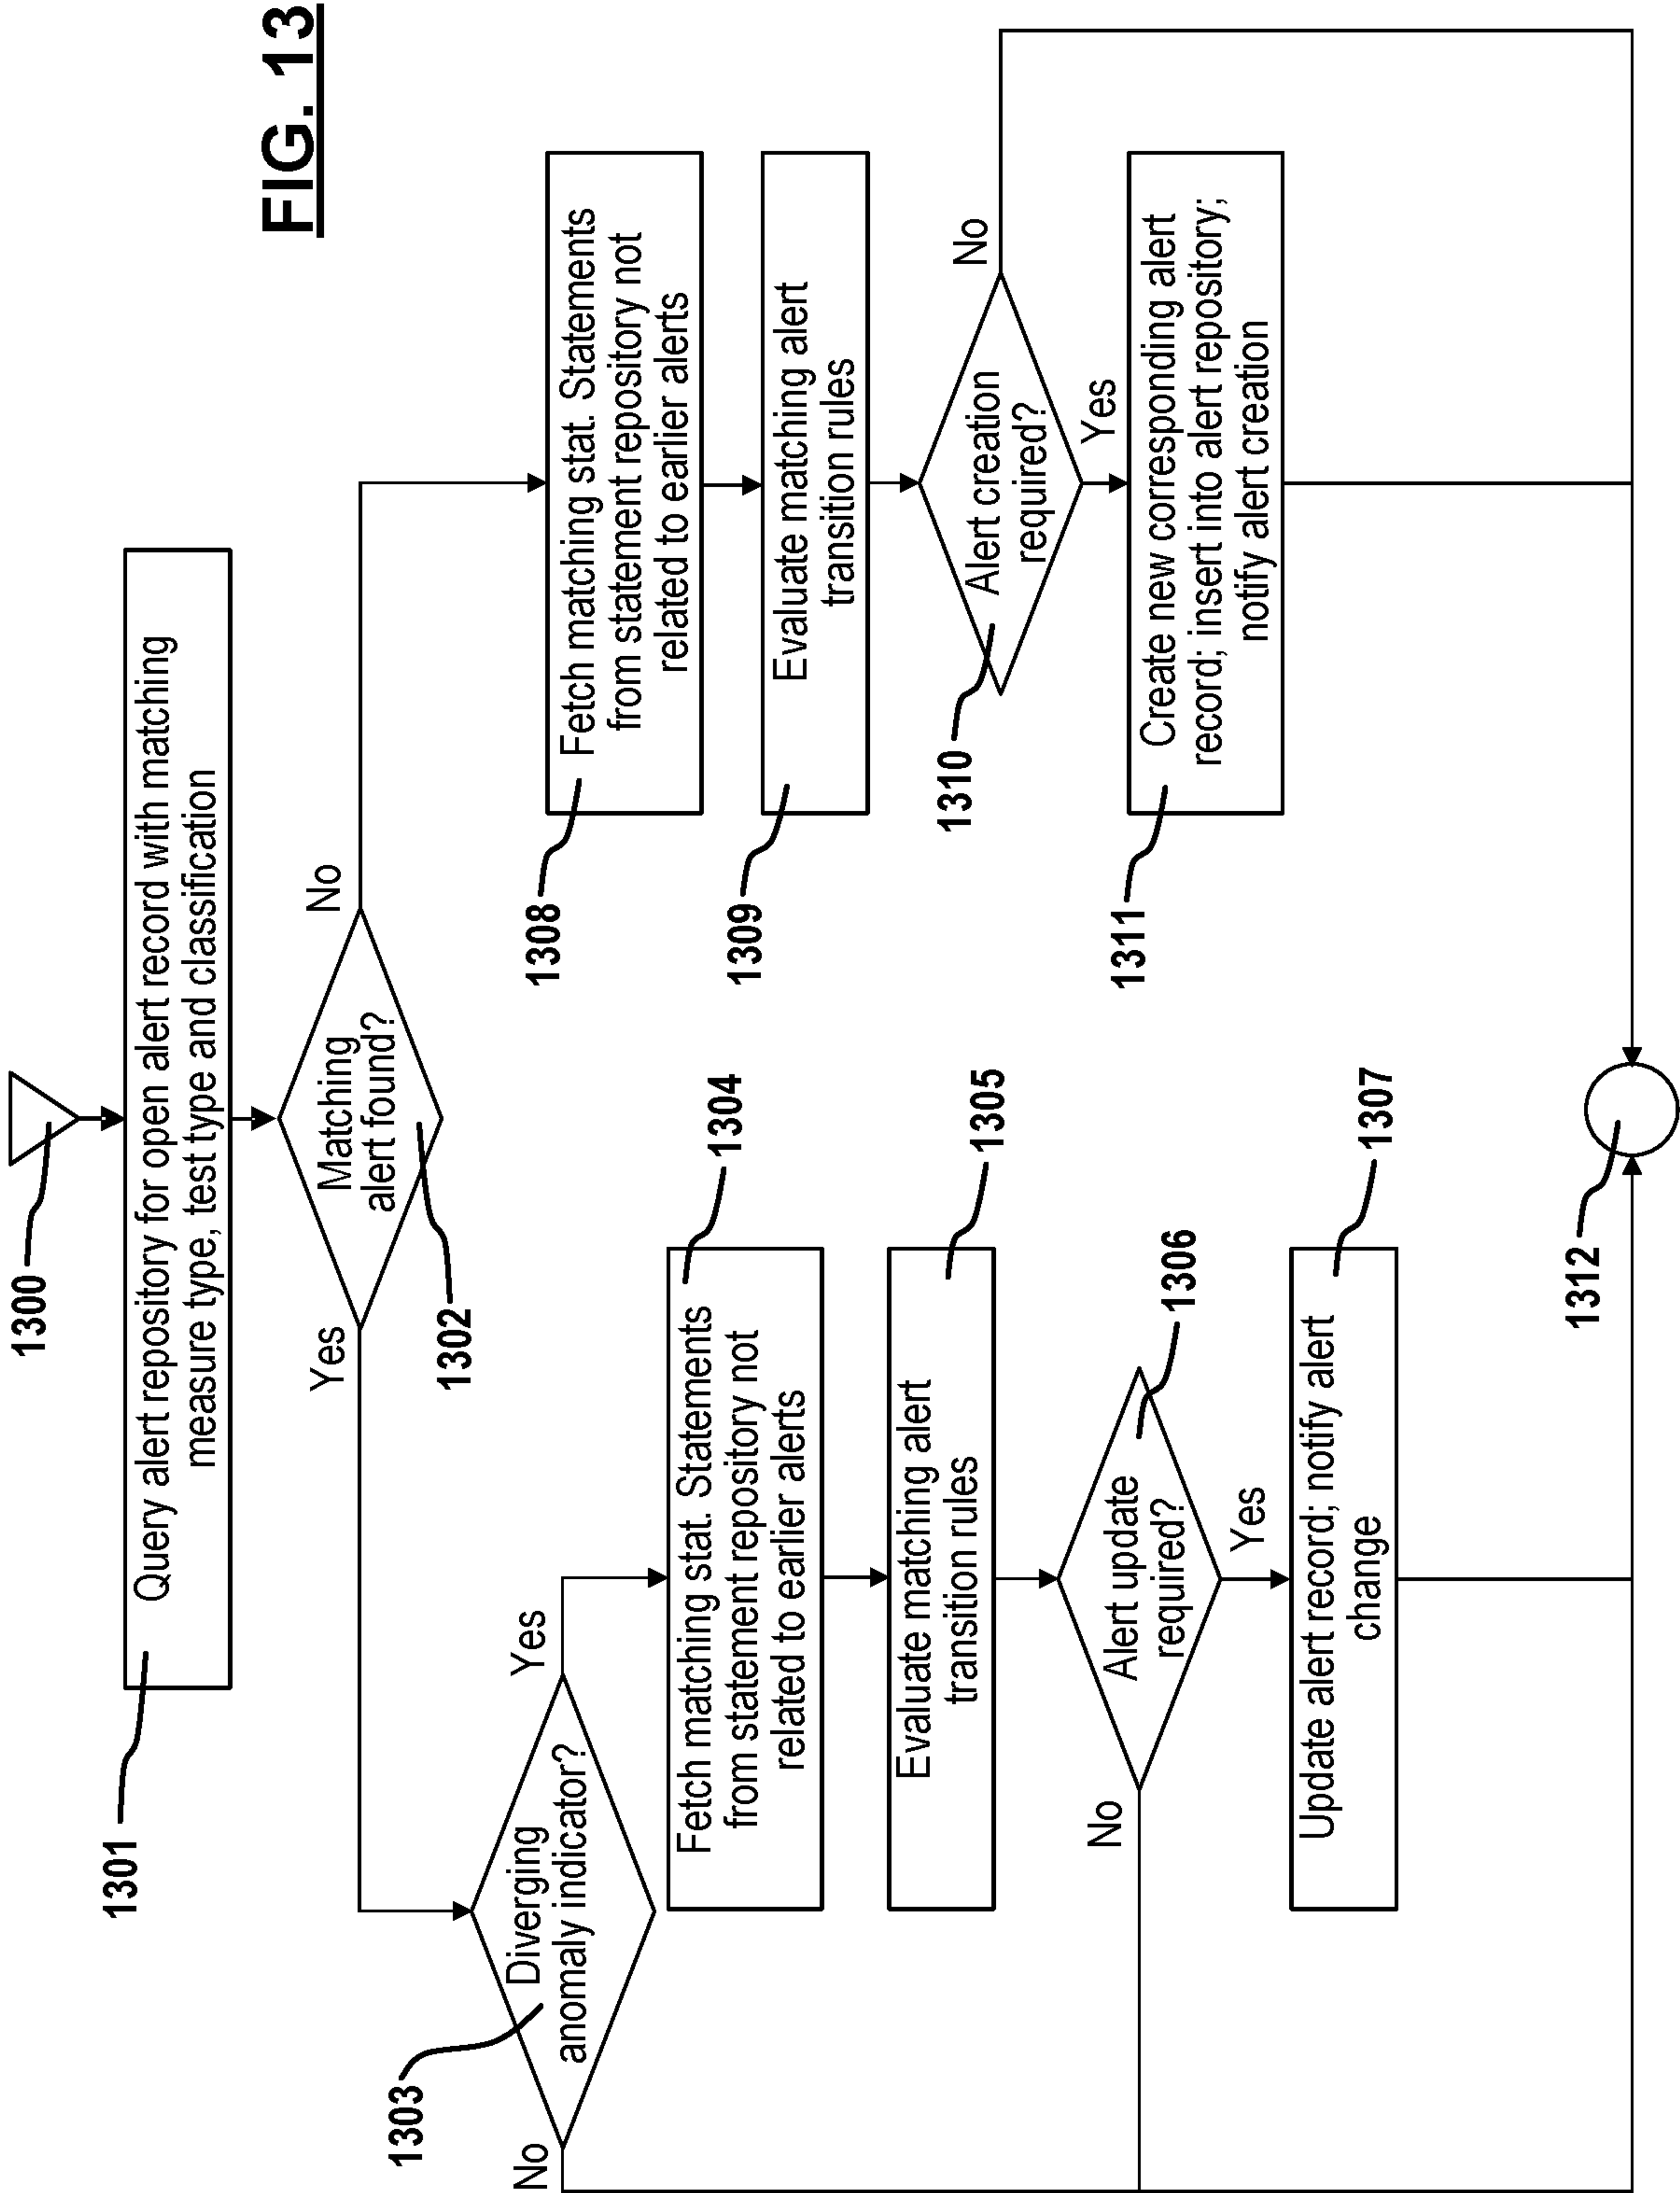 FIG. 13
1300
1301
Query alert repository for open alert record with matching
measure type, test type and classification
Matching
alert found?
1302
Yes
No
1303
Diverging
anomaly indicator?
No
Yes
1304
Fetch matching stat. Statements
from statement repository not
related to earlier alerts
1305
Evaluate matching alert
transition rules
1306
Alert update
required?
No
Yes
1307
Update alert record; notify alert
change
1308
Fetch matching stat. Statements
from statement repository not
related to earlier alerts
1309
Evaluate matching alert
transition rules
1310
Alert creation
required?
No
Yes
1311
Create new corresponding alert
record; insert into alert repository;
notify alert creation
1312